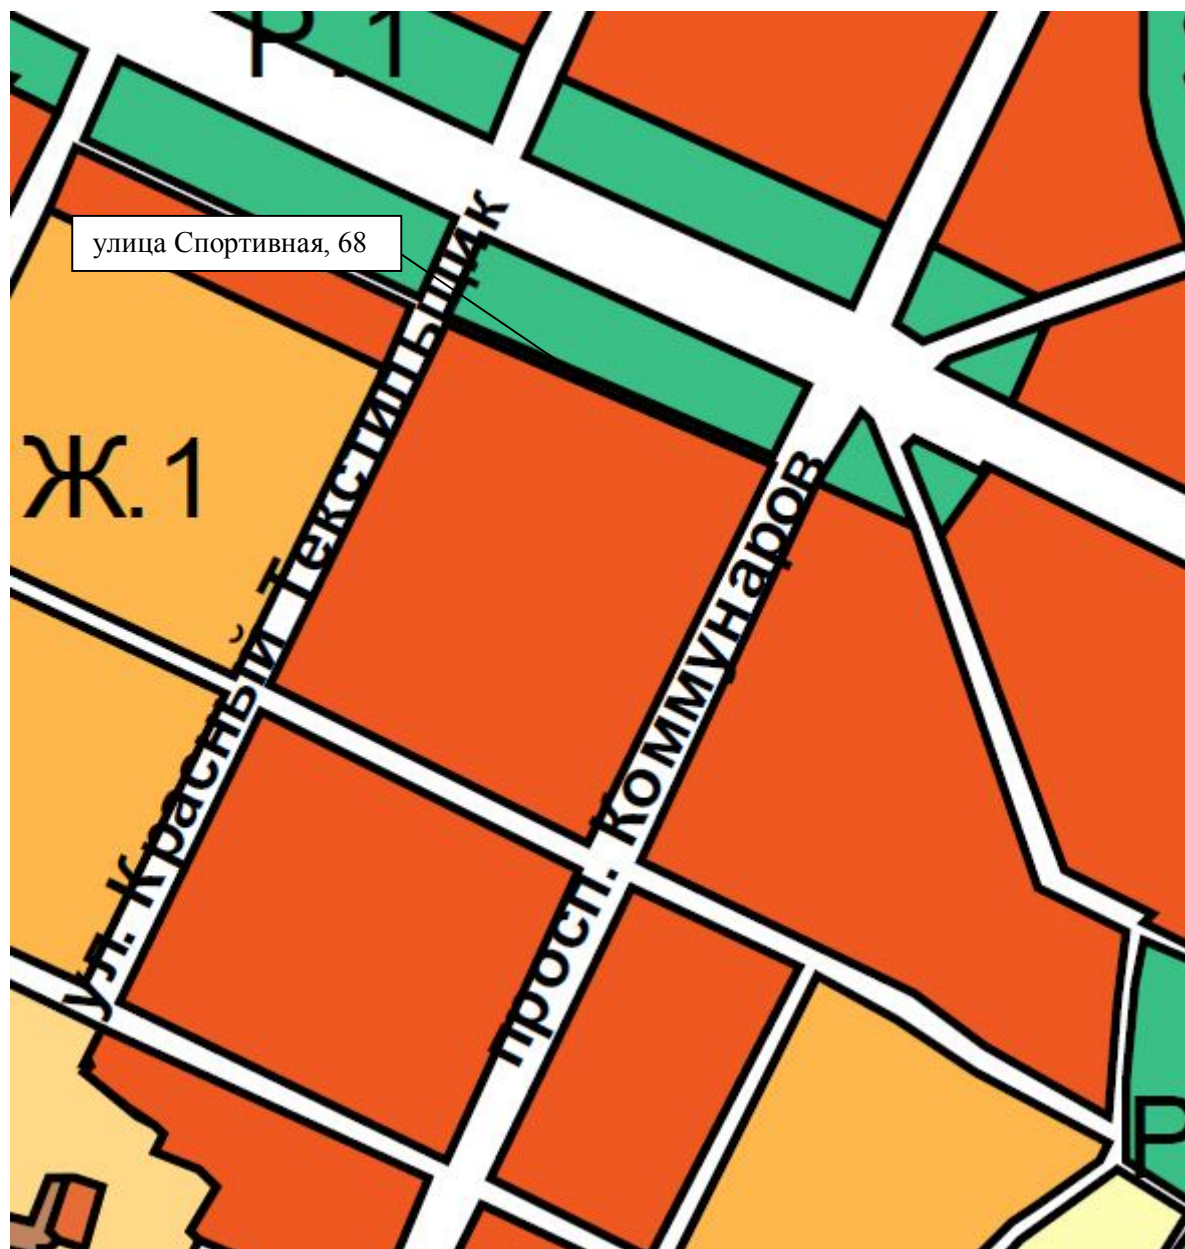 Р.1
улица Спортивная, 68
Ж.1
ул. Красный Текстильщик
просп. Коммунаров
Р